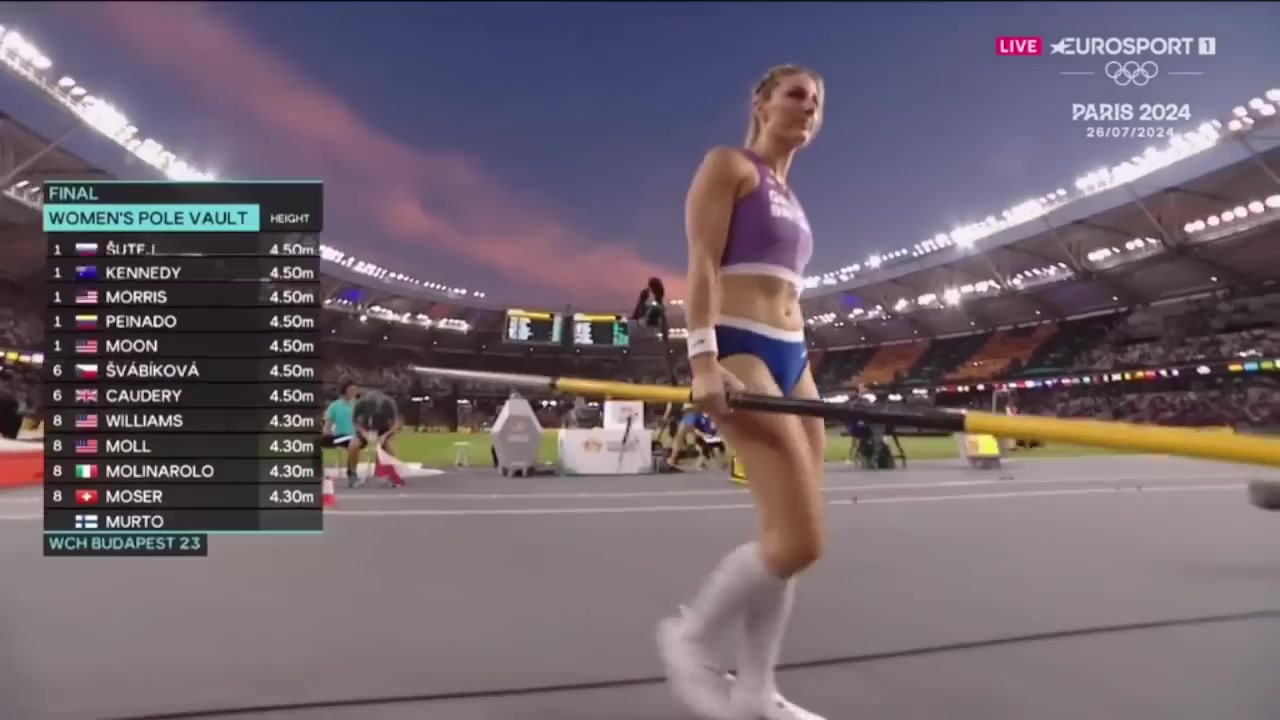 LIVE EUROSPORT 1
PARIS 2024
26/07/2024
FINAL
WOMEN'S POLE VAULT HEIGHT
1 ŠUTEJ 4.50m
1 KENNEDY 4.50m
1 MORRIS 4.50m
1 PEINADO 4.50m
1 MOON 4.50m
6 ŠVÁBÍKOVÁ 4.50m
6 CAUDERY 4.50m
8 WILLIAMS 4.30m
8 MOLL 4.30m
8 MOLINAROLO 4.30m
8 MOSER 4.30m
MURTO
WCH BUDAPEST 23